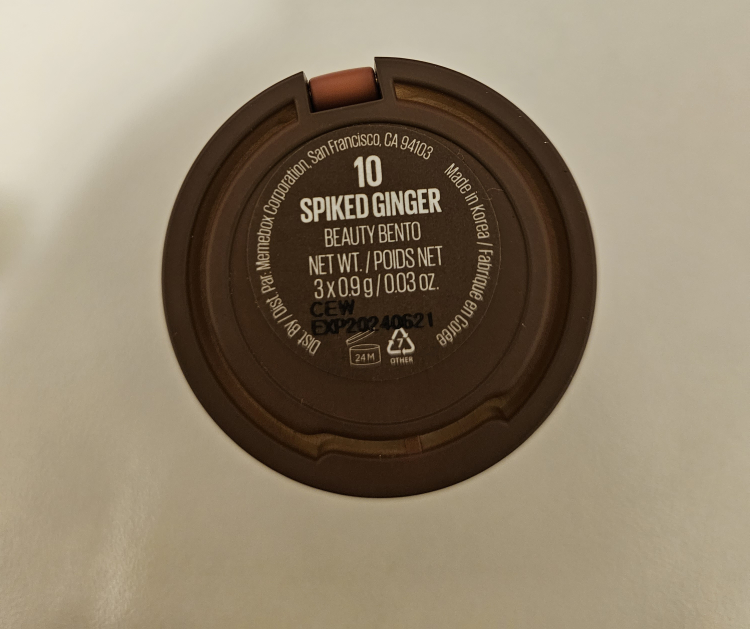 Dist. By / Dist. Par: Memebox Corporation, San Francisco, CA 94103
10
SPIKED GINGER
BEAUTY BENTO
NET WT. / POIDS NET
3 x 0.9 g / 0.03 oz.
CEW
EXP20240621
24 M
7
OTHER
Made in Korea / Fabriqué en Corée